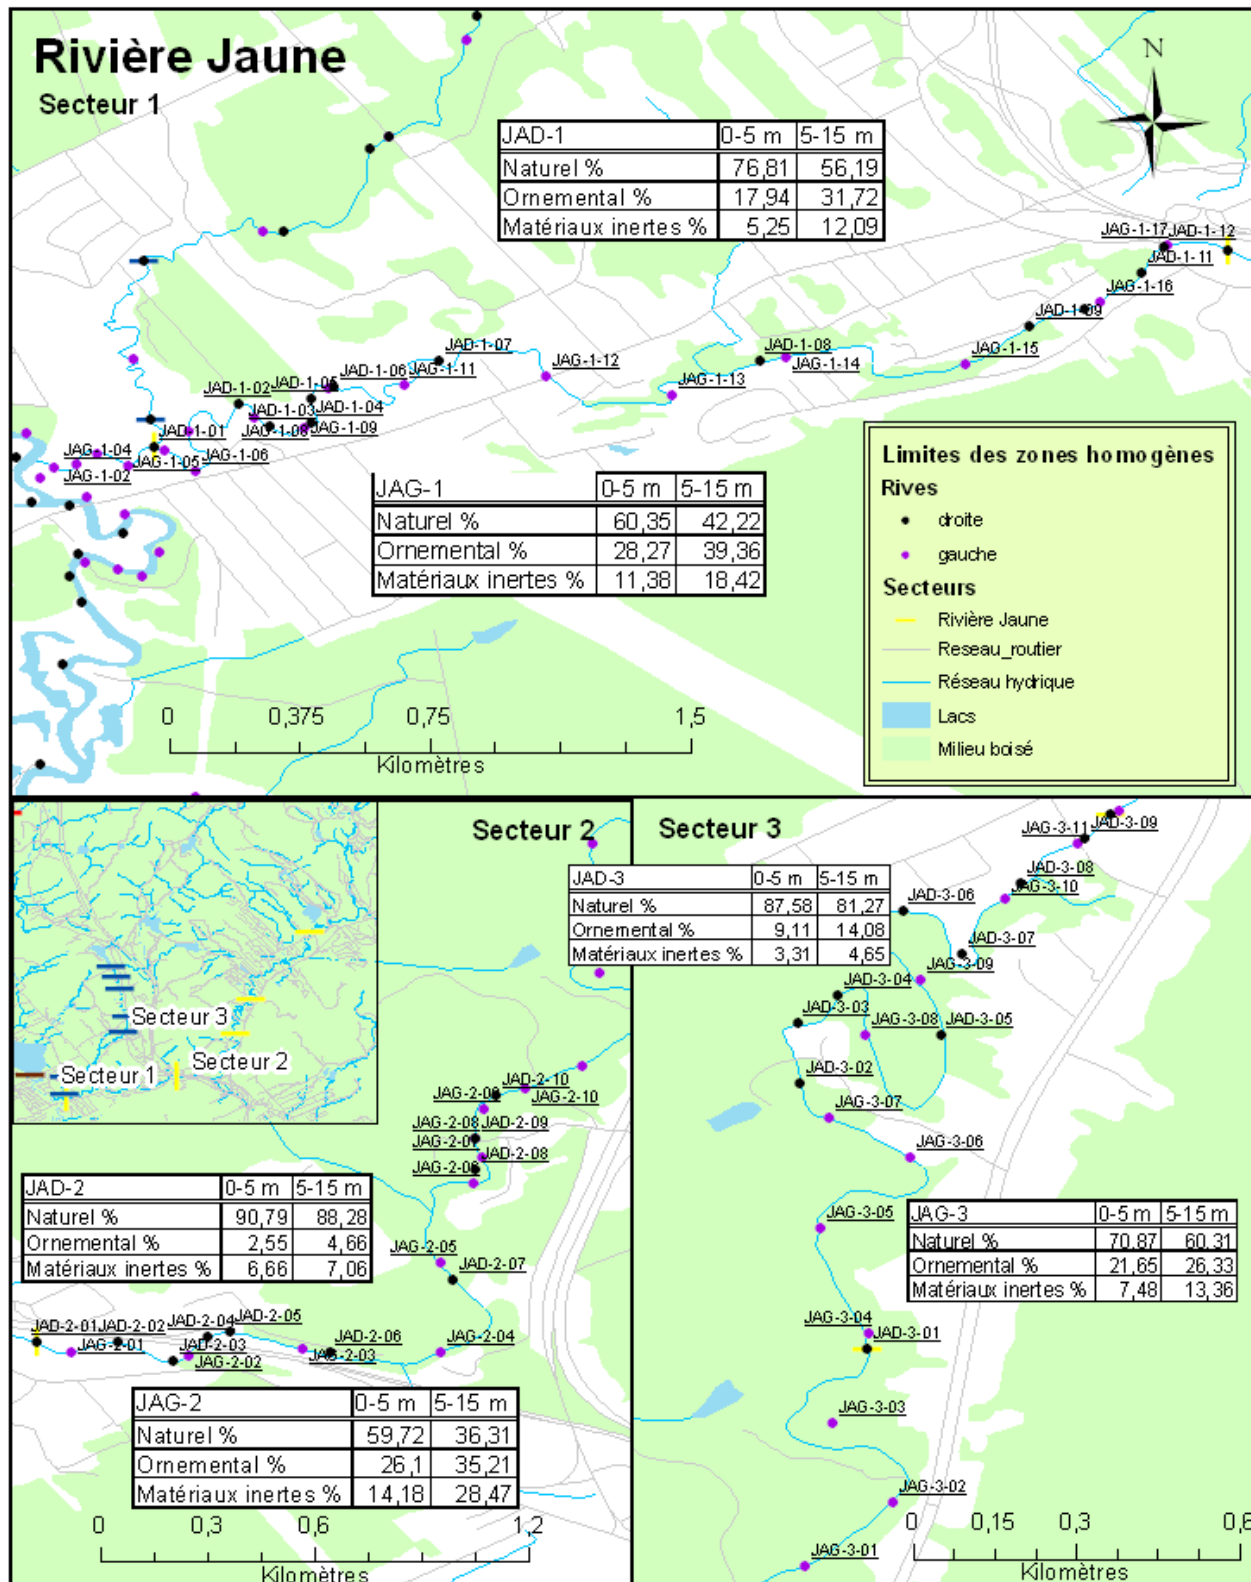 Rivière Jaune
Secteur 1
N
JAD-1 0-5 m 5-15 m
Naturel % 76,81 56,19
Ornemental % 17,94 31,72
Matériaux inertes % 5,25 12,09
JAG-1-17 JAD-1-12
JAD-1-11
JAG-1-16
JAD-1-09
JAG-1-15
JAD-1-08
JAG-1-14
JAG-1-13
JAG-1-12
JAD-1-07
JAG-1-11
JAD-1-06
JAD-1-05
JAD-1-02
JAD-1-04
JAD-1-03
JAG-1-08
JAG-1-09
JAD-1-01
JAG-1-04
JAG-1-05
JAG-1-06
JAG-1-02
JAG-1 0-5 m 5-15 m
Naturel % 60,35 42,22
Ornemental % 28,27 39,36
Matériaux inertes % 11,38 18,42
Limites des zones homogènes
Rives
droite
gauche
Secteurs
Rivière Jaune
Reseau_routier
Réseau hydrique
Lacs
Milieu boisé
0 0,375 0,75 1,5
Kilomètres
Secteur 3
Secteur 2
Secteur 1
Secteur 2
JAD-2-10
JAG-2-09
JAG-2-10
JAG-2-08
JAD-2-09
JAG-2-07
JAD-2-08
JAG-2-06
JAD-2 0-5 m 5-15 m
Naturel % 90,79 88,28
Ornemental % 2,55 4,66
Matériaux inertes % 6,66 7,06
JAG-2-05
JAD-2-07
JAD-2-01
JAD-2-02
JAD-2-04
JAD-2-05
JAG-2-01
JAD-2-03
JAG-2-02
JAD-2-06
JAG-2-03
JAG-2-04
JAG-2 0-5 m 5-15 m
Naturel % 59,72 36,31
Ornemental % 26,1 35,21
Matériaux inertes % 14,18 28,47
0 0,3 0,6 1,2
Kilomètres
Secteur 3
JAD-3 0-5 m 5-15 m
Naturel % 87,58 81,27
Ornemental % 9,11 14,08
Matériaux inertes % 3,31 4,65
JAG-3-11
JAD-3-09
JAD-3-08
JAG-3-10
JAD-3-06
JAD-3-07
JAG-3-09
JAD-3-04
JAD-3-03
JAG-3-08
JAD-3-05
JAD-3-02
JAG-3-07
JAG-3-06
JAG-3-05
JAG-3 0-5 m 5-15 m
Naturel % 70,87 60,31
Ornemental % 21,65 26,33
Matériaux inertes % 7,48 13,36
JAG-3-04
JAD-3-01
JAG-3-03
JAG-3-02
JAG-3-01
0 0,15 0,3 0,6
Kilomètres